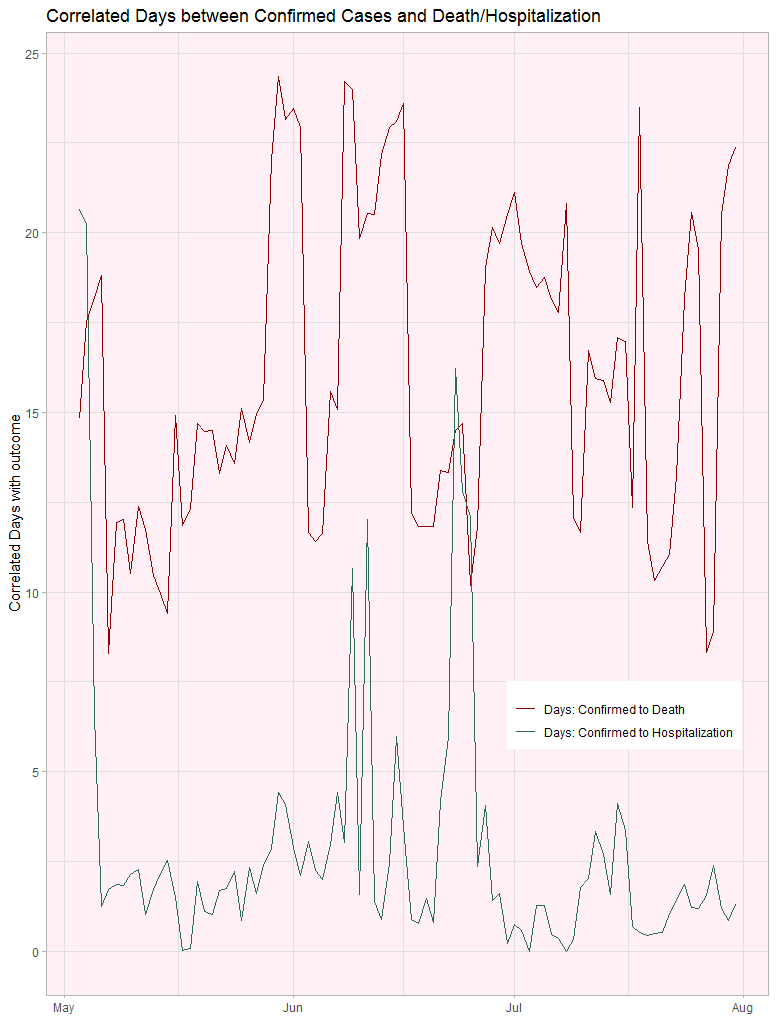 Correlated Days between Confirmed Cases and Death/Hospitalization
Correlated Days with outcome
25
20
15
10
5
0
Days: Confirmed to Death
Days: Confirmed to Hospitalization
May
Jun
Jul
Aug